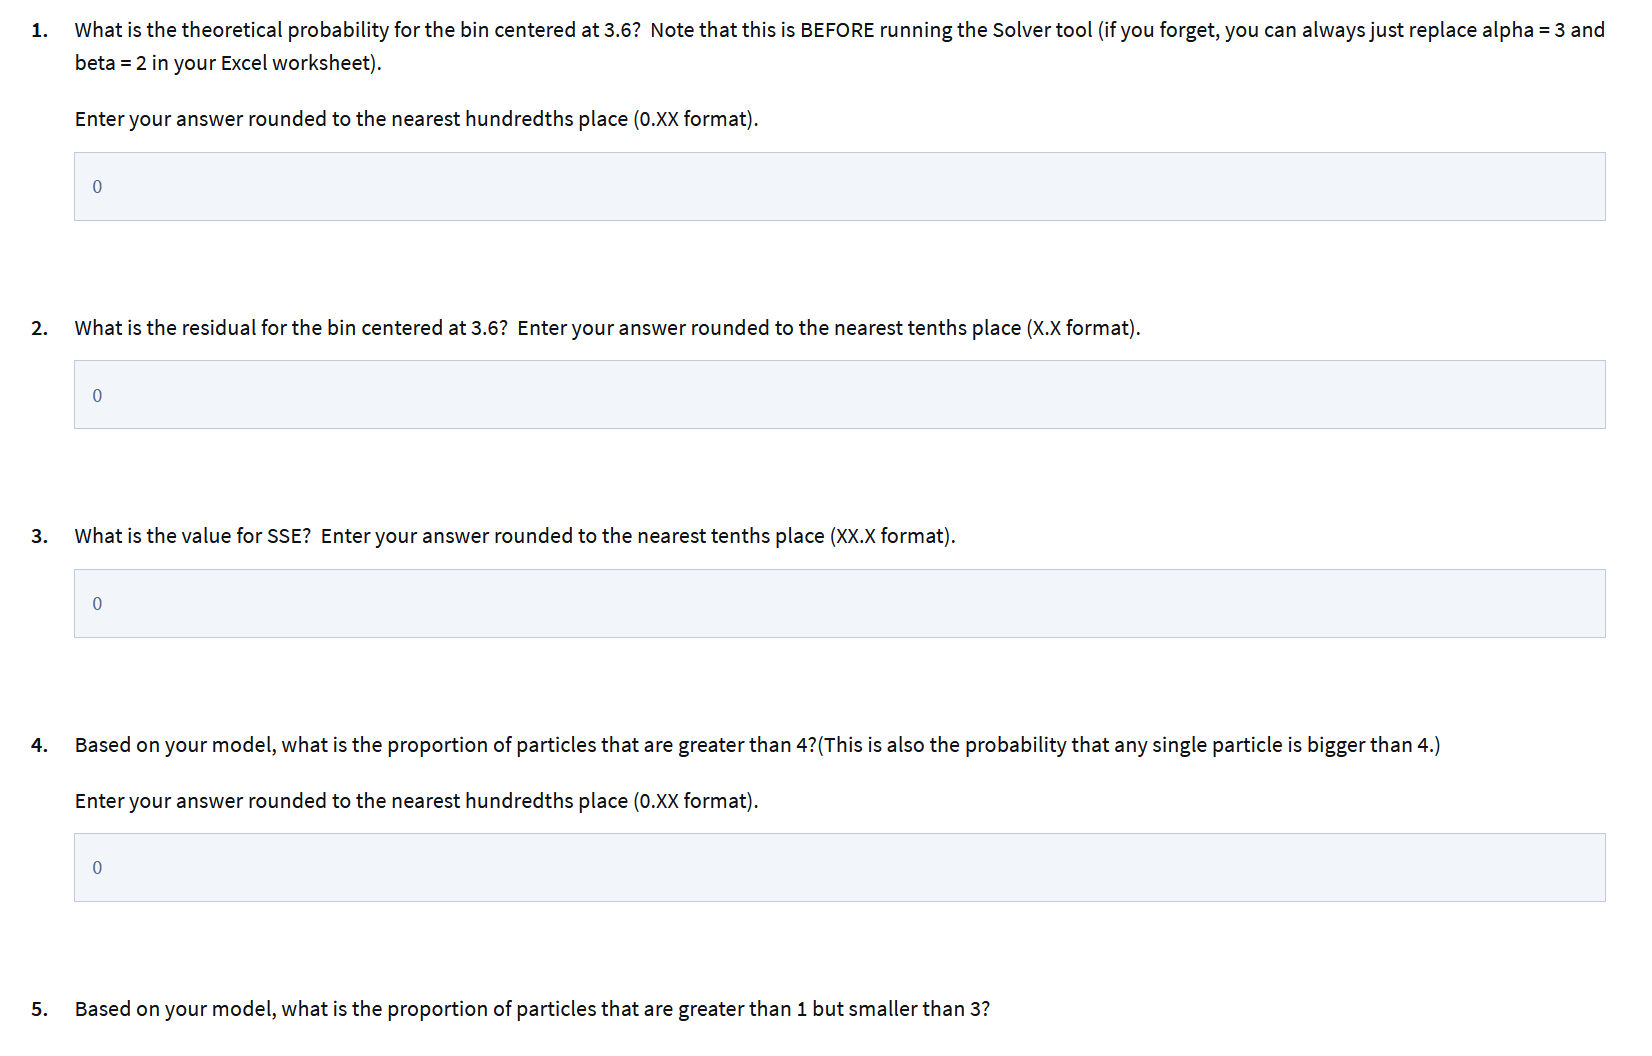 1. What is the theoretical probability for the bin centered at 3.6? Note that this is BEFORE running the Solver tool (if you forget, you can always just replace alpha = 3 and
beta = 2 in your Excel worksheet).
Enter your answer rounded to the nearest hundredths place (0.XX format).
0
2. What is the residual for the bin centered at 3.6? Enter your answer rounded to the nearest tenths place (X.X format).
0
3. What is the value for SSE? Enter your answer rounded to the nearest tenths place (XX.X format).
0
4. Based on your model, what is the proportion of particles that are greater than 4?(This is also the probability that any single particle is bigger than 4.)
Enter your answer rounded to the nearest hundredths place (0.XX format).
0
5. Based on your model, what is the proportion of particles that are greater than 1 but smaller than 3?